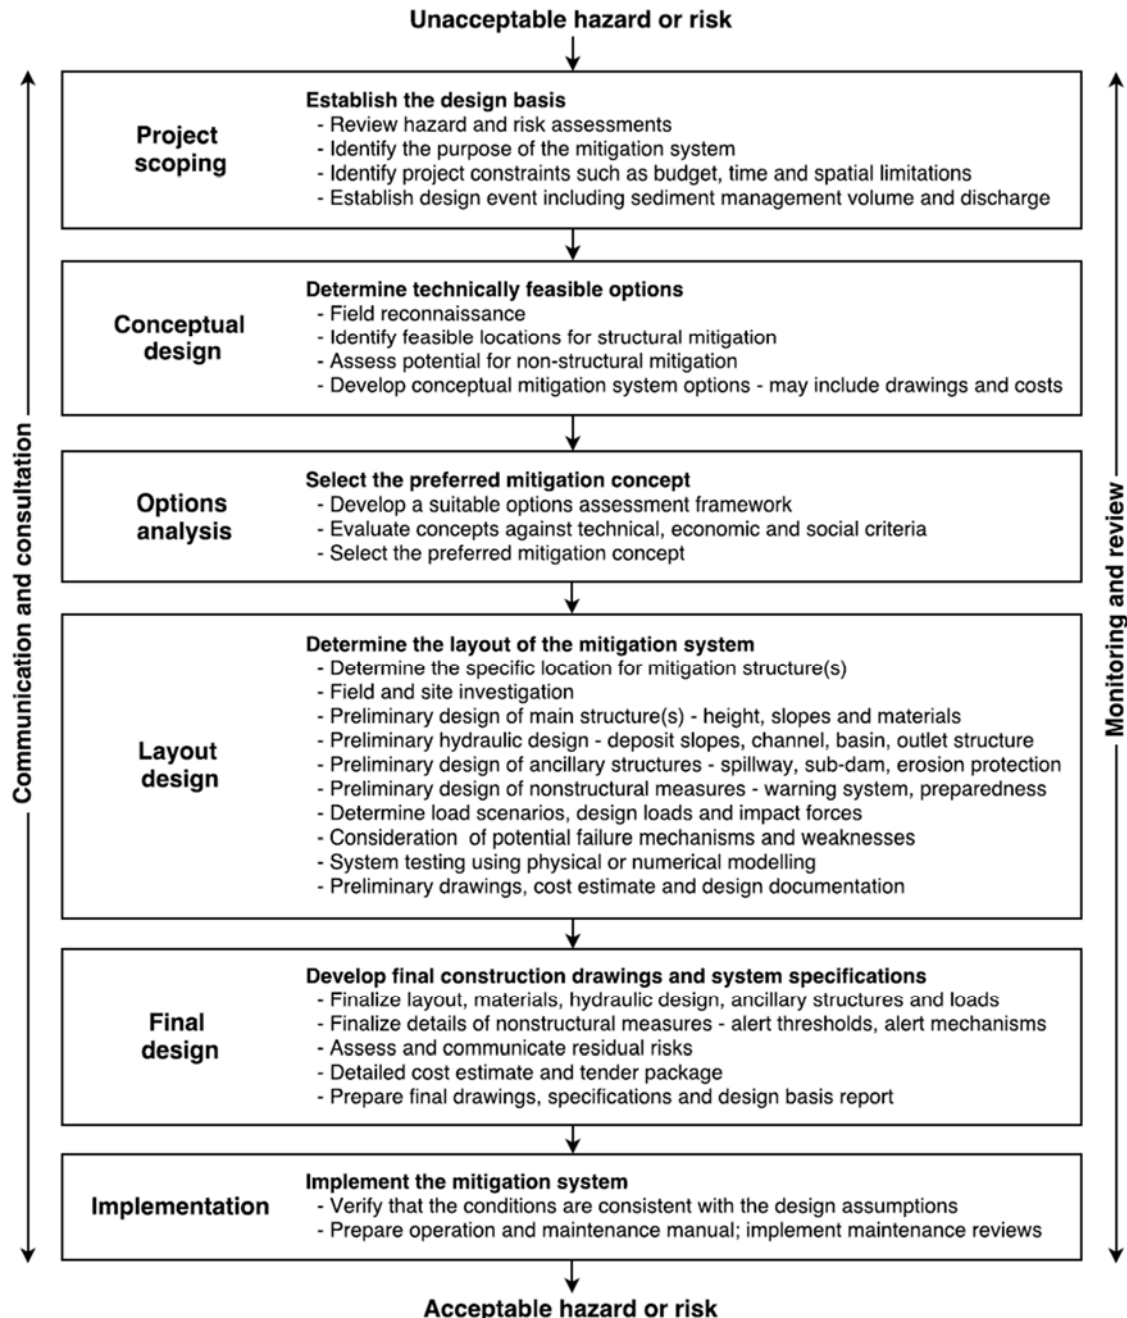 Unacceptable hazard or risk
Communication and consultation
Monitoring and review
Project
scoping
Establish the design basis
- Review hazard and risk assessments
- Identify the purpose of the mitigation system
- Identify project constraints such as budget, time and spatial limitations
- Establish design event including sediment management volume and discharge
Conceptual
design
Determine technically feasible options
- Field reconnaissance
- Identify feasible locations for structural mitigation
- Assess potential for non-structural mitigation
- Develop conceptual mitigation system options - may include drawings and costs
Options
analysis
Select the preferred mitigation concept
- Develop a suitable options assessment framework
- Evaluate concepts against technical, economic and social criteria
- Select the preferred mitigation concept
Layout
design
Determine the layout of the mitigation system
- Determine the specific location for mitigation structure(s)
- Field and site investigation
- Preliminary design of main structure(s) - height, slopes and materials
- Preliminary hydraulic design - deposit slopes, channel, basin, outlet structure
- Preliminary design of ancillary structures - spillway, sub-dam, erosion protection
- Preliminary design of nonstructural measures - warning system, preparedness
- Determine load scenarios, design loads and impact forces
- Consideration of potential failure mechanisms and weaknesses
- System testing using physical or numerical modelling
- Preliminary drawings, cost estimate and design documentation
Final
design
Develop final construction drawings and system specifications
- Finalize layout, materials, hydraulic design, ancillary structures and loads
- Finalize details of nonstructural measures - alert thresholds, alert mechanisms
- Assess and communicate residual risks
- Detailed cost estimate and tender package
- Prepare final drawings, specifications and design basis report
Implementation
Implement the mitigation system
- Verify that the conditions are consistent with the design assumptions
- Prepare operation and maintenance manual; implement maintenance reviews
Acceptable hazard or risk